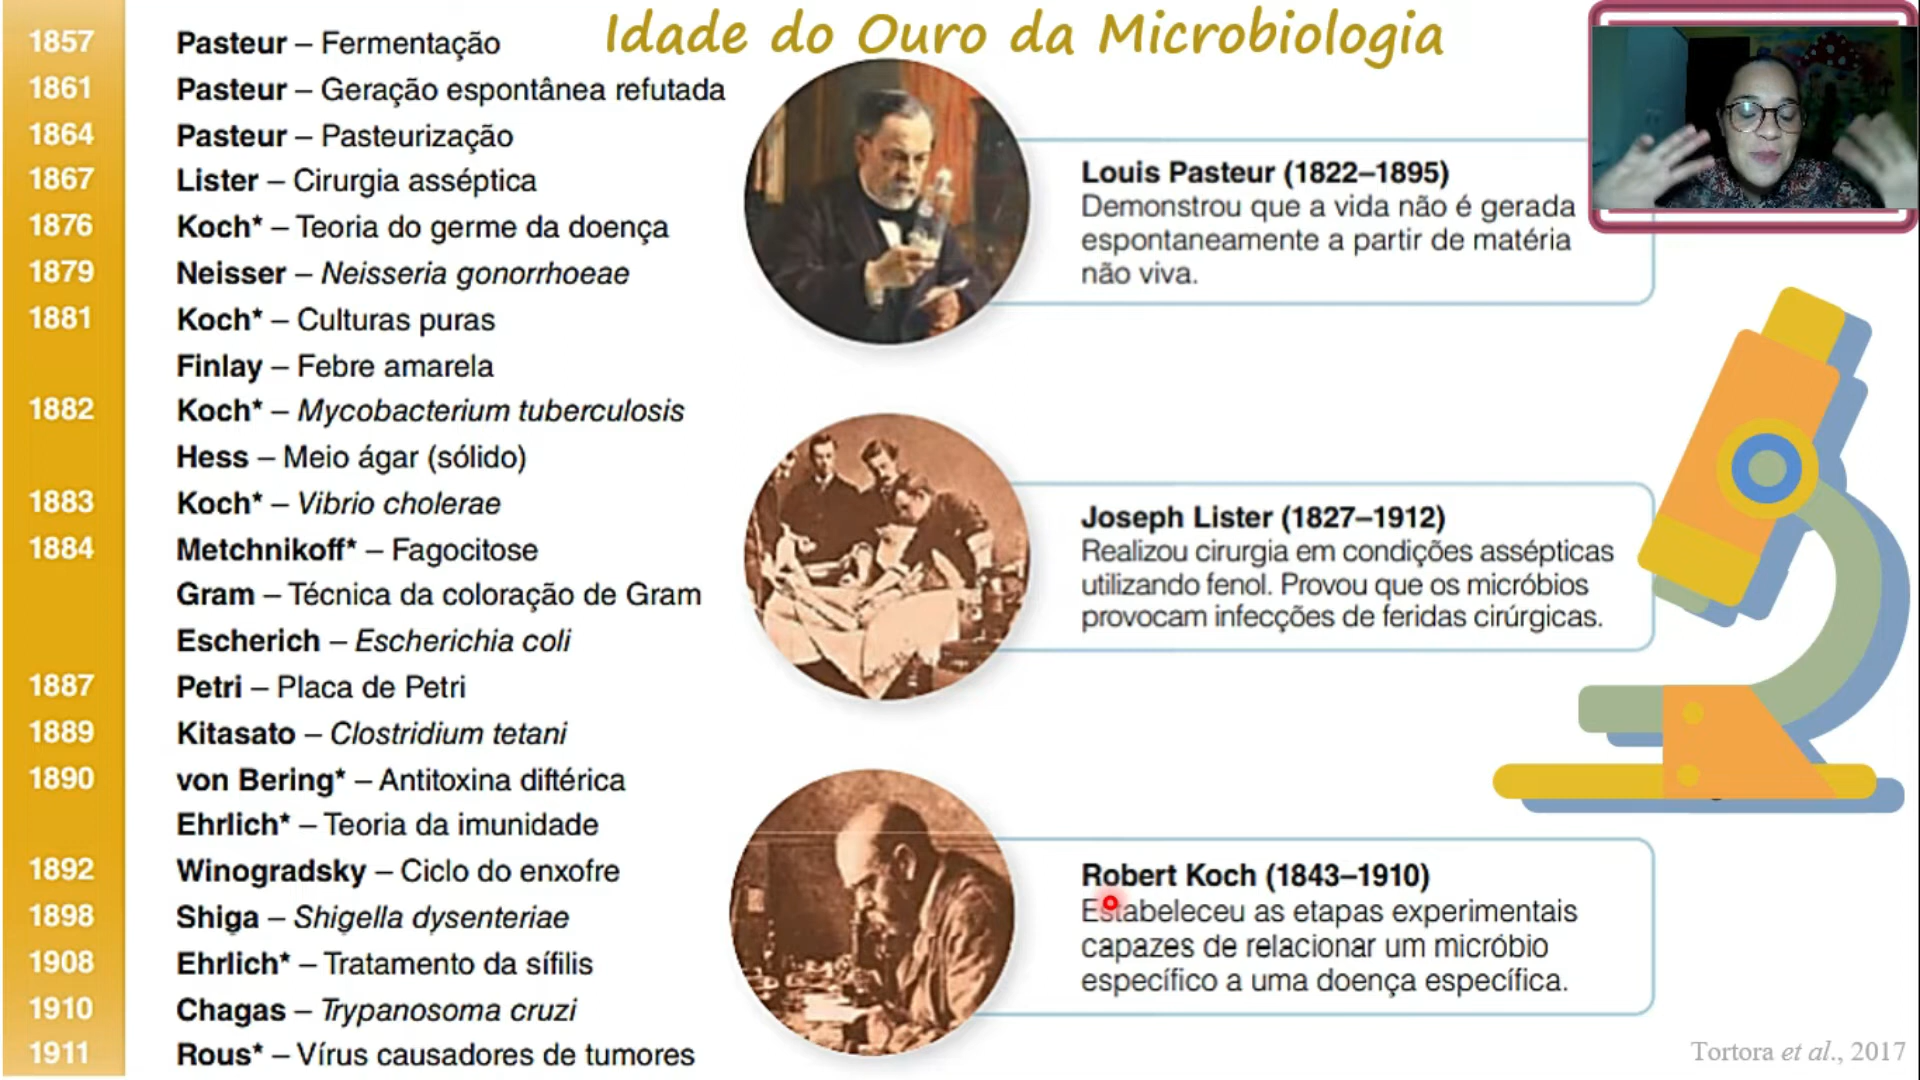 Idade do Ouro da Microbiologia
1857 Pasteur – Fermentação
1861 Pasteur – Geração espontânea refutada
1864 Pasteur – Pasteurização
1867 Lister – Cirurgia asséptica
1876 Koch* – Teoria do germe da doença
1879 Neisser – Neisseria gonorrhoeae
1881 Koch* – Culturas puras
Finlay – Febre amarela
1882 Koch* – Mycobacterium tuberculosis
Hess – Meio ágar (sólido)
1883 Koch* – Vibrio cholerae
1884 Metchnikoff* – Fagocitose
Gram – Técnica da coloração de Gram
Escherich – Escherichia coli
1887 Petri – Placa de Petri
1889 Kitasato – Clostridium tetani
1890 von Bering* – Antitoxina diftérica
Ehrlich* – Teoria da imunidade
1892 Winogradsky – Ciclo do enxofre
1898 Shiga – Shigella dysenteriae
1908 Ehrlich* – Tratamento da sífilis
1910 Chagas – Trypanosoma cruzi
1911 Rous* – Vírus causadores de tumores
Louis Pasteur (1822–1895)
Demonstrou que a vida não é gerada
espontaneamente a partir de matéria
não viva.
Joseph Lister (1827–1912)
Realizou cirurgia em condições assépticas
utilizando fenol. Provou que os micróbios
provocam infecções de feridas cirúrgicas.
Robert Koch (1843–1910)
Estabeleceu as etapas experimentais
capazes de relacionar um micróbio
específico a uma doença específica.
Tortora et al., 2017